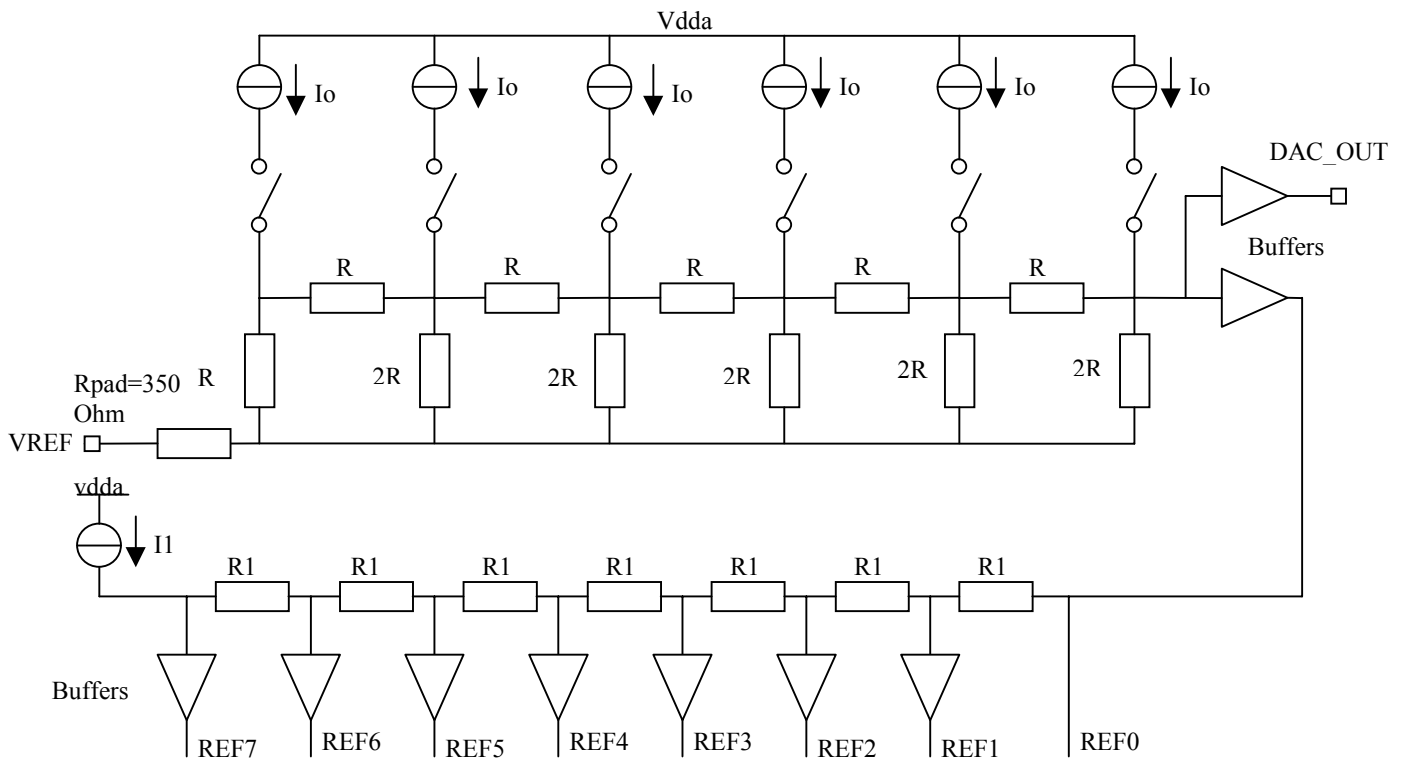 Vdda
Io Io Io Io Io Io
DAC_OUT
Buffers
R R R R R
R 2R 2R 2R 2R 2R
Rpad=350
Ohm
VREF
vdda
I1
R1 R1 R1 R1 R1 R1 R1
Buffers
REF7 REF6 REF5 REF4 REF3 REF2 REF1 REF0